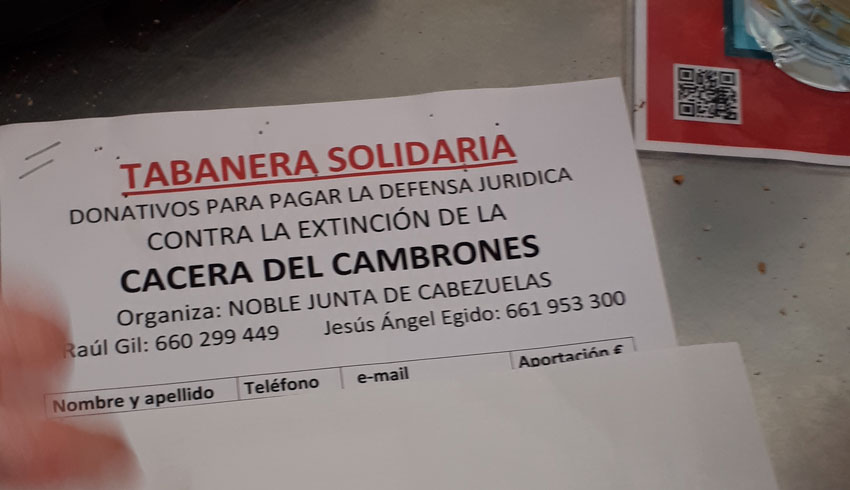 TABANERA SOLIDARIA
DONATIVOS PARA PAGAR LA DEFENSA JURIDICA
CONTRA LA EXTINCIÓN DE LA
CACERA DEL CAMBRONES
Organiza: NOBLE JUNTA DE CABEZUELAS
Raúl Gil: 660 299 449 Jesús Ángel Egido: 661 953 300
Nombre y apellido Teléfono e-mail Aportación €